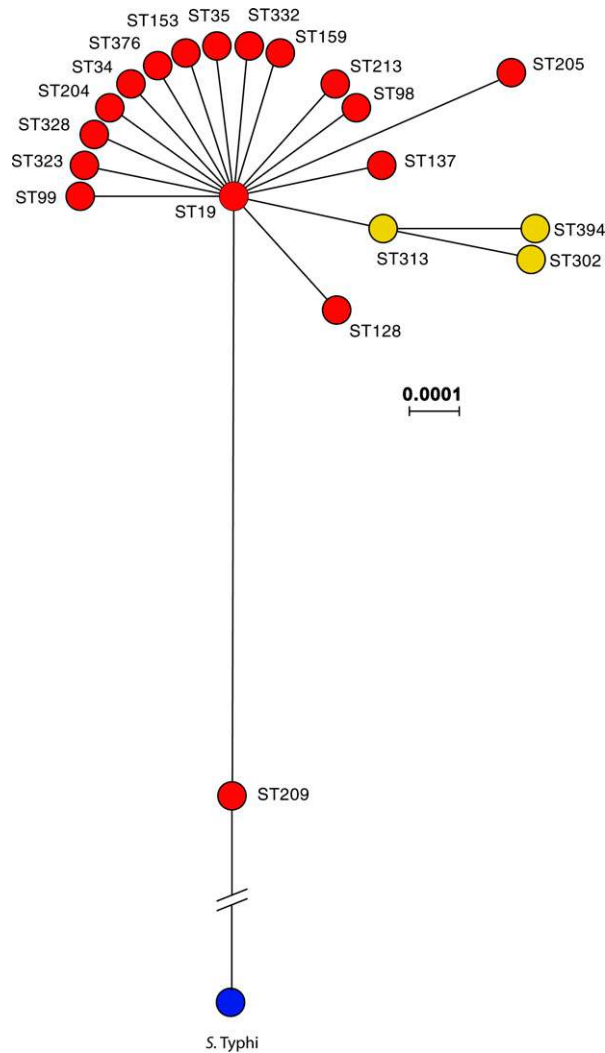 ST35
ST153
ST332
ST376
ST159
ST34
ST213
ST205
ST204
ST98
ST328
ST323
ST137
ST99
ST19
ST394
ST313
ST302
ST128
0.0001
ST209
S. Typhi